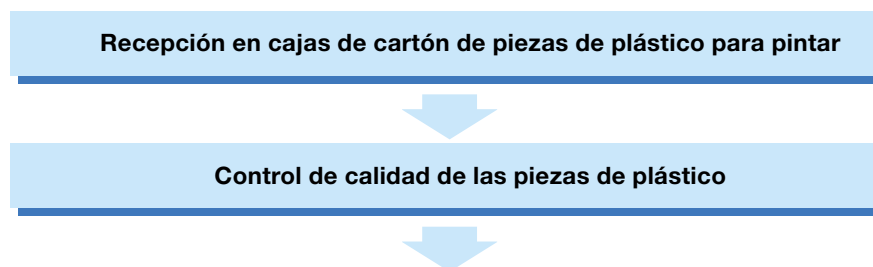 Recepción en cajas de cartón de piezas de plástico para pintar
Control de calidad de las piezas de plástico